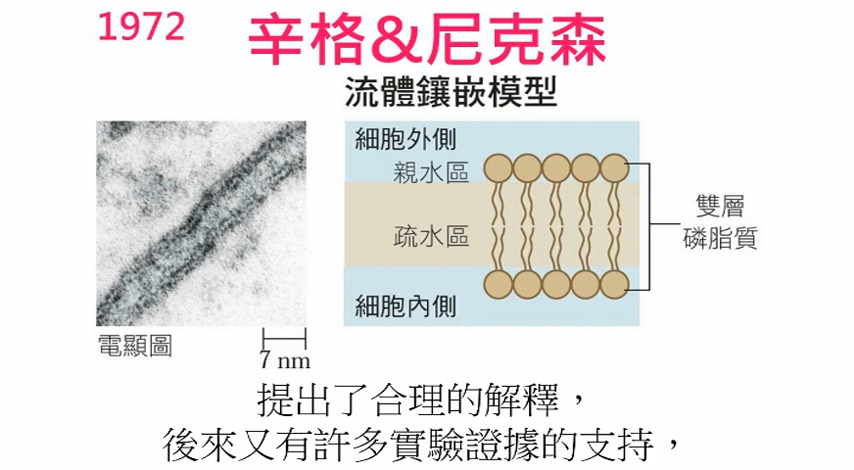 1972
辛格&尼克森
流體鑲嵌模型
細胞外側
親水區
疏水區
細胞內側
雙層
磷脂質
電顯圖
7 nm
提出了合理的解釋，
後來又有許多實驗證據的支持，